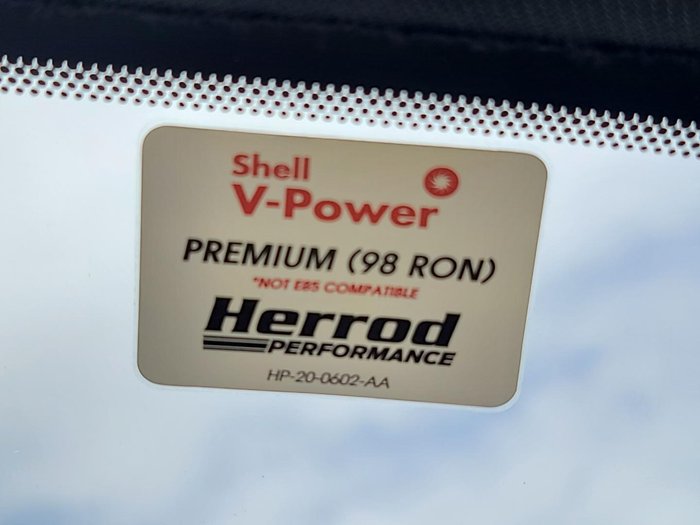 Shell
V-Power
PREMIUM (98 RON)
*NOT E85 COMPATIBLE
Herrod
PERFORMANCE
HP-20-0602-AA